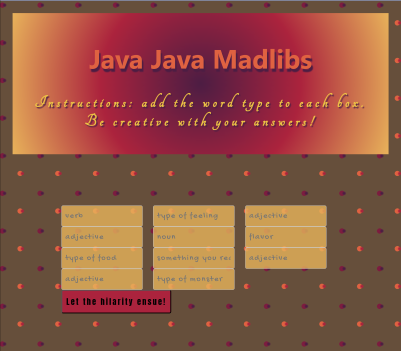 Java Java Madlibs
Instructions: add the word type to each box.
Be creative with your answers!
verb type of feeling adjective
adjective noun flavor
type of food something you adjective
adjective type of monster
Let the hilarity ensue!